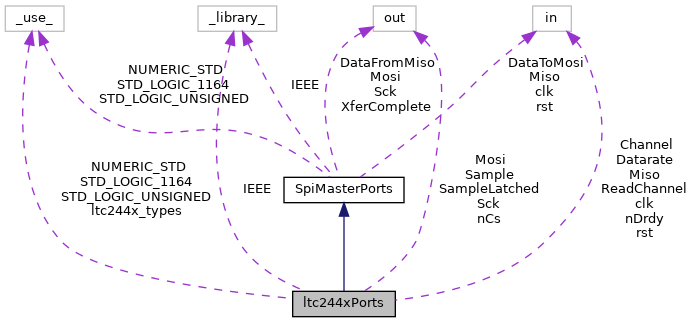 _use_
_library_
out
in
NUMERIC_STD
STD_LOGIC_1164
STD_LOGIC_UNSIGNED
IEEE
DataFromMiso
Mosi
Sck
XferComplete
DataToMosi
Miso
clk
rst
NUMERIC_STD
STD_LOGIC_1164
STD_LOGIC_UNSIGNED
ltc244x_types
IEEE
SpiMasterPorts
Mosi
Sample
SampleLatched
Sck
nCs
Channel
Datarate
Miso
ReadChannel
clk
nDrdy
rst
ltc244xPorts